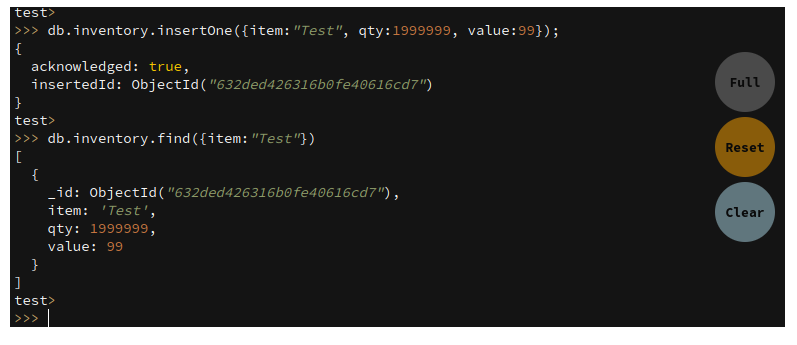 test>
>>> db.inventory.insertOne({item:"Test", qty:1999999, value:99});
{
  acknowledged: true,
  insertedId: ObjectId("632ded426316b0fe40616cd7")
}
test>
>>> db.inventory.find({item:"Test"})
[
  {
    _id: ObjectId("632ded426316b0fe40616cd7"),
    item: 'Test',
    qty: 1999999,
    value: 99
  }
]
test>
>>>
Full
Reset
Clear